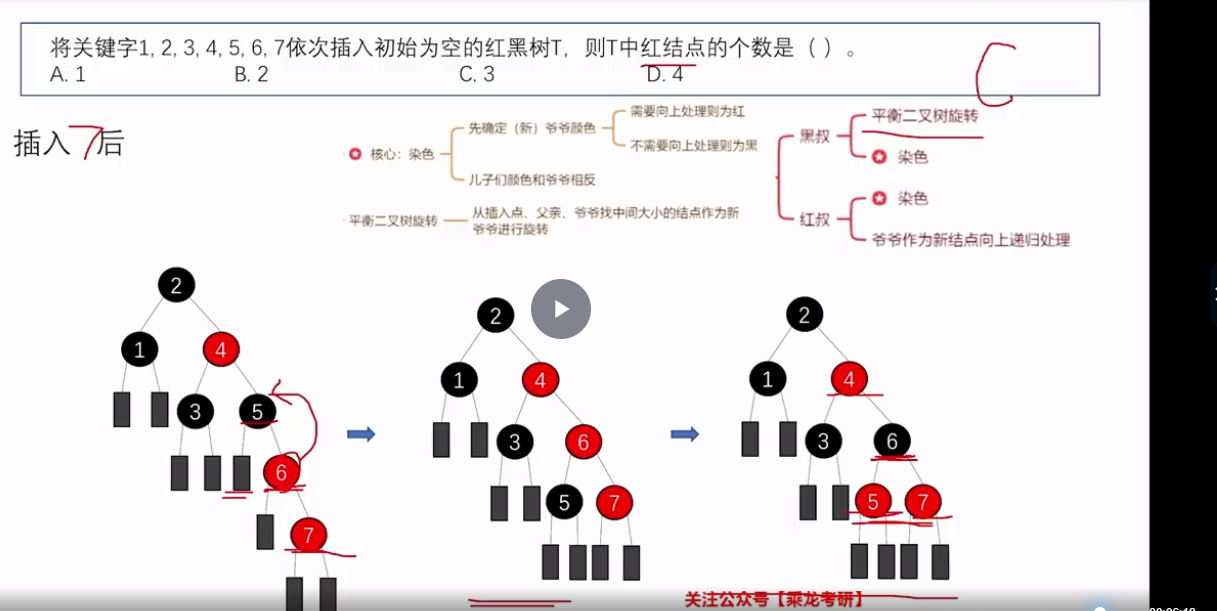 将关键字1, 2, 3, 4, 5, 6, 7依次插入初始为空的红黑树T，则T中红结点的个数是（ ）。
A. 1 B. 2 C. 3 D. 4
C
插入7后
核心：染色
先确定（新）爷爷颜色
需要向上处理则为红
不需要向上处理则为黑
儿子们颜色和爷爷相反
平衡二叉树旋转
从插入点、父亲、爷爷找中间大小的结点作为新
爷爷进行旋转
黑叔
平衡二叉树旋转
染色
红叔
染色
爷爷作为新结点向上递归处理
2
1 4
3 5
6
7
2
1 4
3 6
5 7
2
1 4
3 6
5 7
关注公众号【乘龙考研】